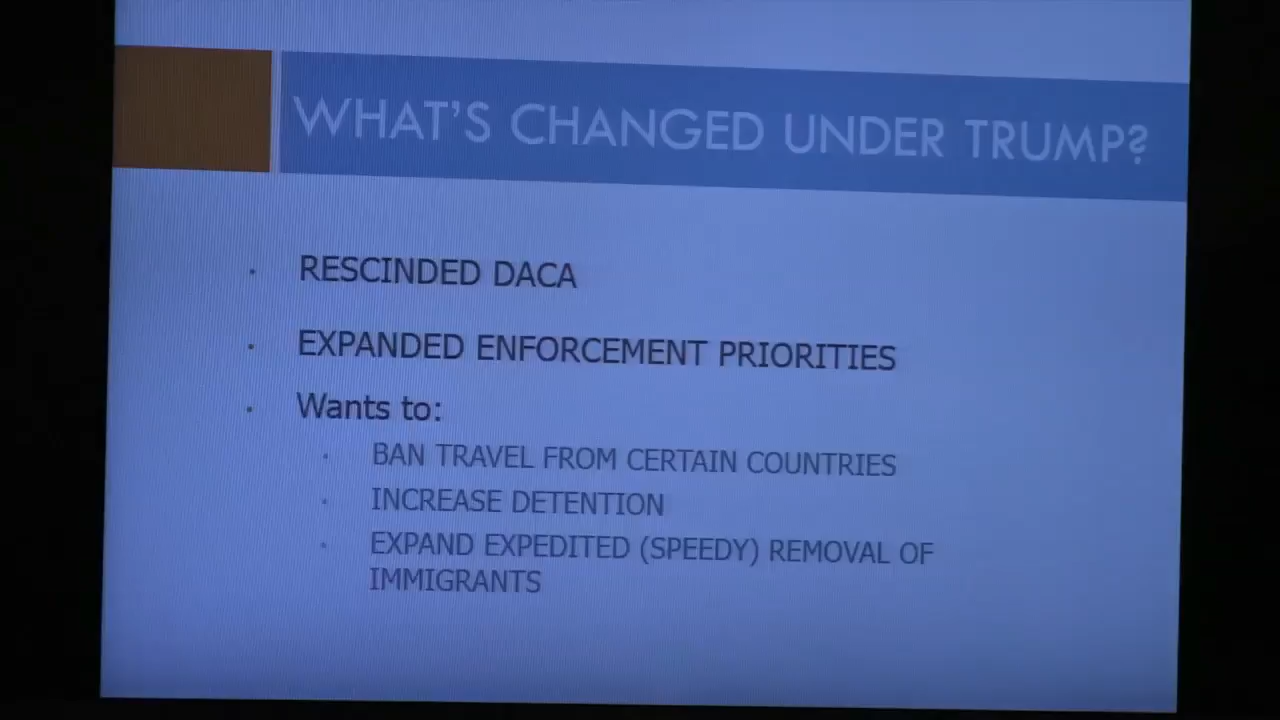 WHAT'S CHANGED UNDER TRUMP?
· RESCINDED DACA
· EXPANDED ENFORCEMENT PRIORITIES
· Wants to:
· BAN TRAVEL FROM CERTAIN COUNTRIES
· INCREASE DETENTION
· EXPAND EXPEDITED (SPEEDY) REMOVAL OF
IMMIGRANTS